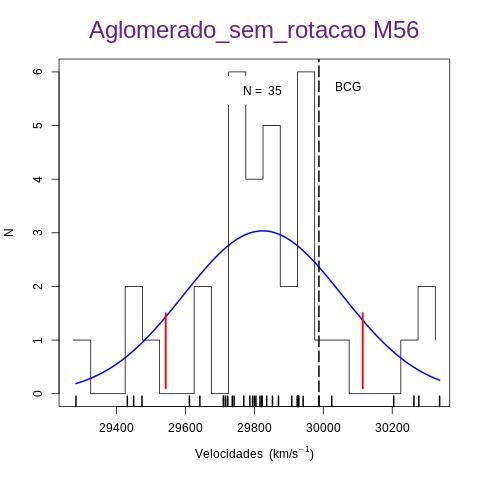 Aglomerado_sem_rotacao M56
6
N = 35
BCG
5
4
3
2
1
0
N
29400 29600 29800 30000 30200
Velocidades (km/s⁻¹)